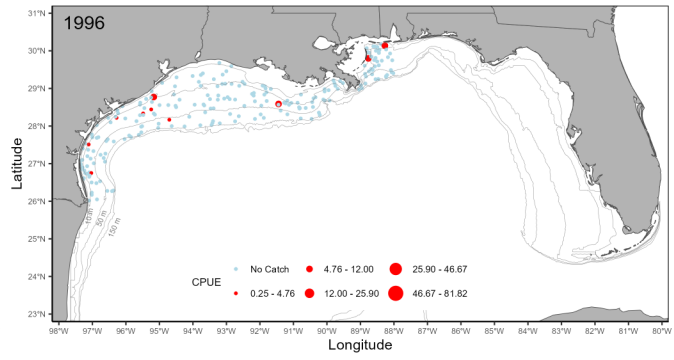 1996
31°N
30°N
29°N
28°N
27°N
26°N
25°N
24°N
23°N
Latitude
10 m
50 m
150 m
CPUE
No Catch
4.76 - 12.00
25.90 - 46.67
0.25 - 4.76
12.00 - 25.90
46.67 - 81.82
98°W 97°W 96°W 95°W 94°W 93°W 92°W 91°W 90°W 89°W 88°W 87°W 86°W 85°W 84°W 83°W 82°W 81°W 80°W
Longitude